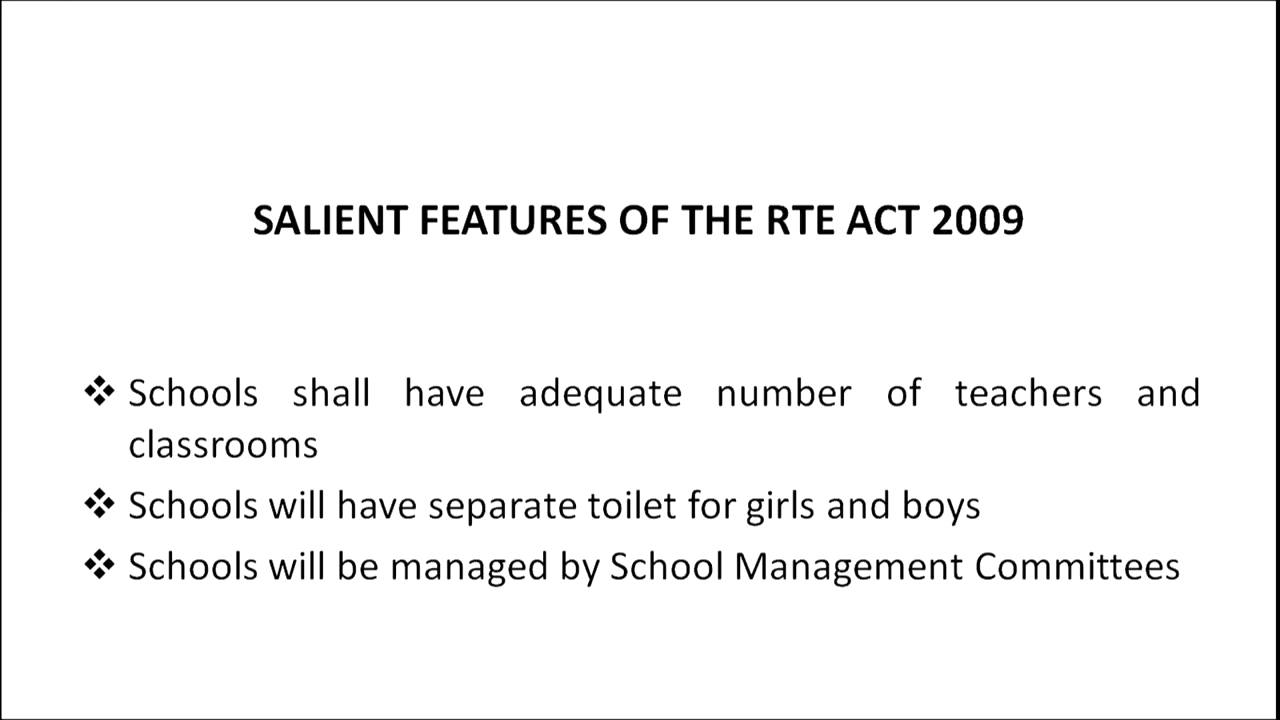 SALIENT FEATURES OF THE RTE ACT 2009
❖ Schools shall have adequate number of teachers and
classrooms
❖ Schools will have separate toilet for girls and boys
❖ Schools will be managed by School Management Committees